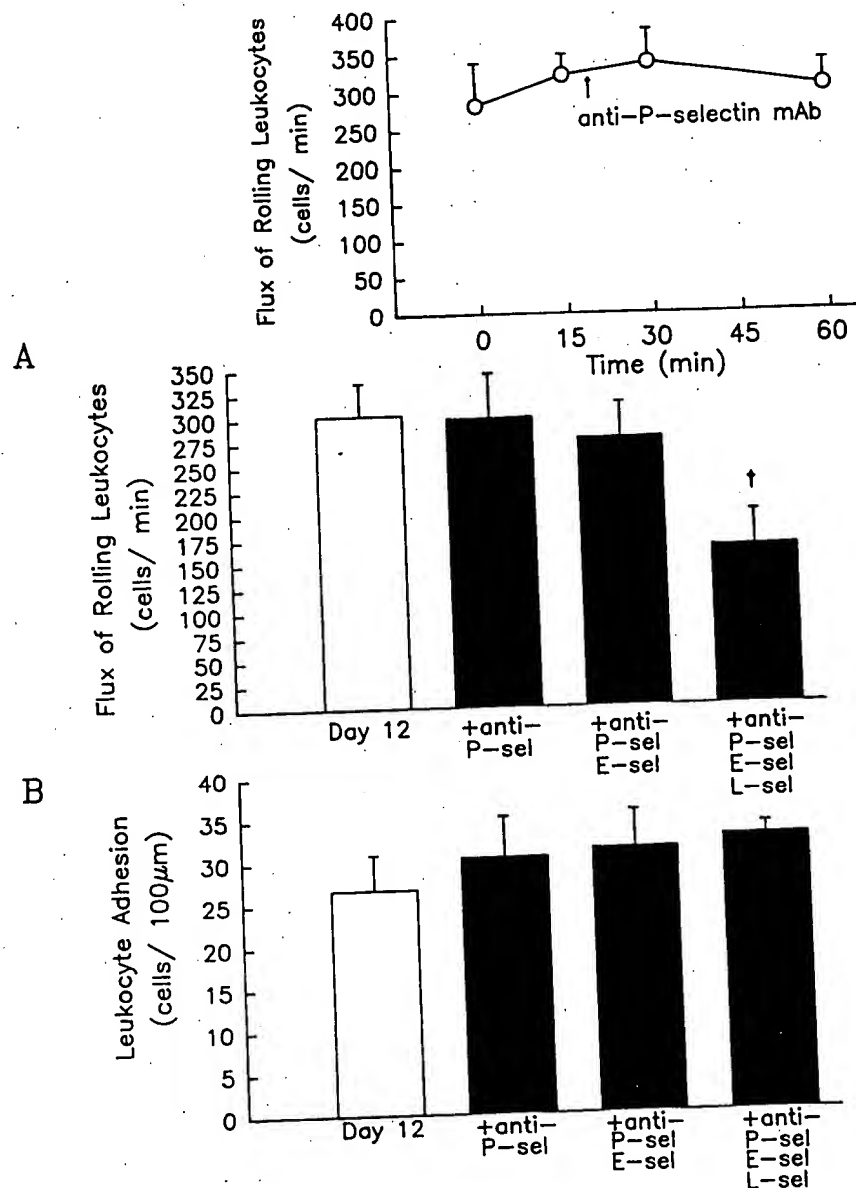 400
350
300
250
200
150
100
50
0
Flux of Rolling Leukocytes
(cells/ min)
anti-P-selectin mAb
0 15 30 45 60
Time (min)
A
350
325
300
275
250
225
200
175
150
125
100
75
50
25
0
Flux of Rolling Leukocytes
(cells/ min)
†
Day 12
+anti-
P-sel
+anti-
P-sel
E-sel
+anti-
P-sel
E-sel
L-sel
B
40
35
30
25
20
15
10
5
0
Leukocyte Adhesion
(cells/ 100μm)
Day 12
+anti-
P-sel
+anti-
P-sel
E-sel
+anti-
P-sel
E-sel
L-sel